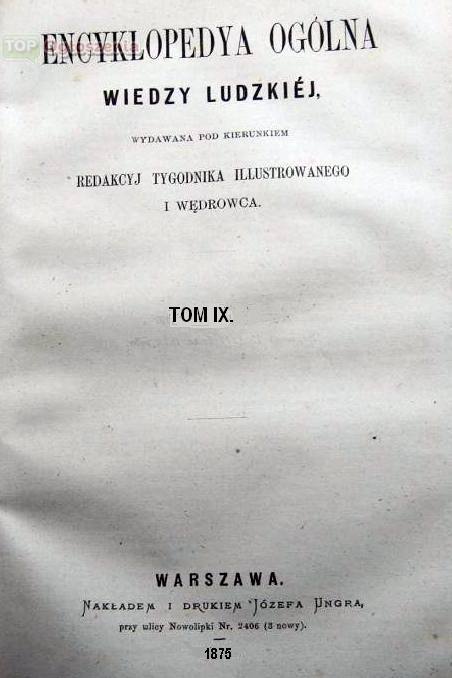 TOP Ogłoszenia
ENCYKLOPEDYA OGÓLNA
WIEDZY LUDZKIÉJ,
WYDAWANA POD KIERUNKIEM
REDAKCYJ TYGODNIKA ILLUSTROWANEGO
I WĘDROWCA.
TOM IX.
WARSZAWA.
NAKŁADEM I DRUKIEM JÓZEFA UNGRA,
przy ulicy Nowolipki Nr. 2406 (3 nowy).
1875